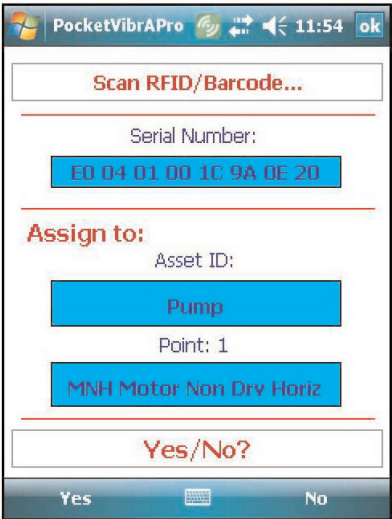 PocketVibrAPro 11:54 ok
Scan RFID/Barcode...
Serial Number:
E0 04 01 00 1C 9A 0E 20
Assign to:
Asset ID:
Pump
Point: 1
MNH Motor Non Drv Horiz
Yes/No?
Yes No